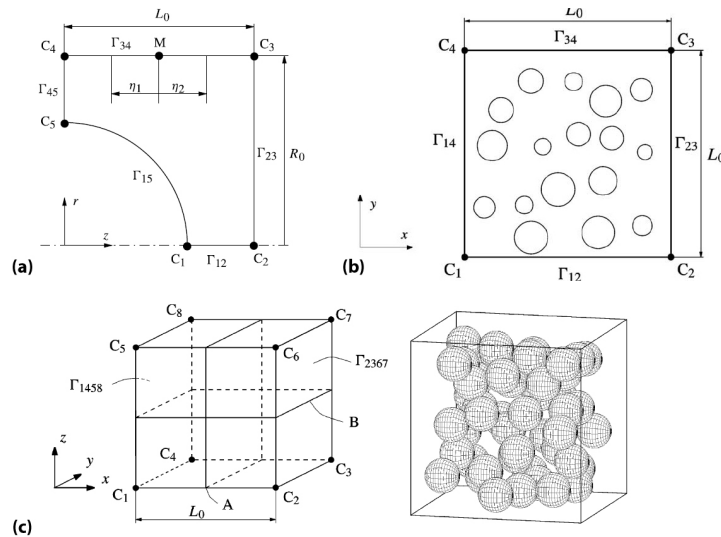 L₀
C₄ Γ₃₄ M C₃
η₁ η₂
Γ₄₅
C₅
Γ₂₃ R₀
Γ₁₅
r
z
C₁ Γ₁₂ C₂
(a)
L₀
C₄ Γ₃₄ C₃
Γ₁₄ Γ₂₃ L₀
y
x
C₁ Γ₁₂ C₂
(b)
C₈ C₇
C₅ C₆
Γ₁₄₅₈ Γ₂₃₆₇
B
z
y
x
C₄ C₃
C₁ A C₂
L₀
(c)